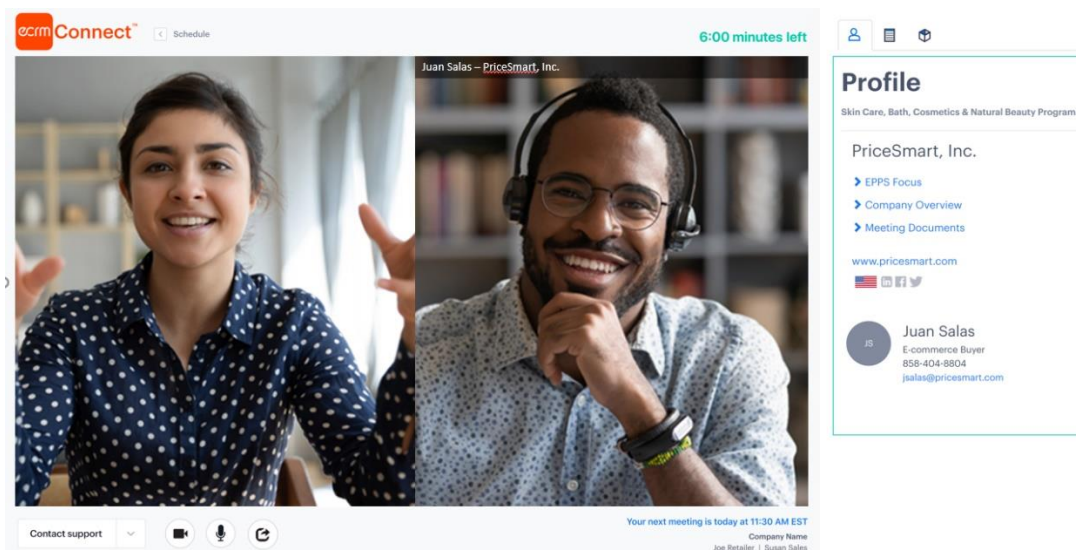 ecrm Connect™
Schedule
6:00 minutes left
Juan Salas – PriceSmart, Inc.
Contact support
Your next meeting is today at 11:30 AM EST
Company Name
Joe Retailer | Susan Sales
Profile
Skin Care, Bath, Cosmetics & Natural Beauty Program
PriceSmart, Inc.
EPPS Focus
Company Overview
Meeting Documents
www.pricesmart.com
in f
JS
Juan Salas
E-commerce Buyer
858-404-8804
jsalas@pricesmart.com